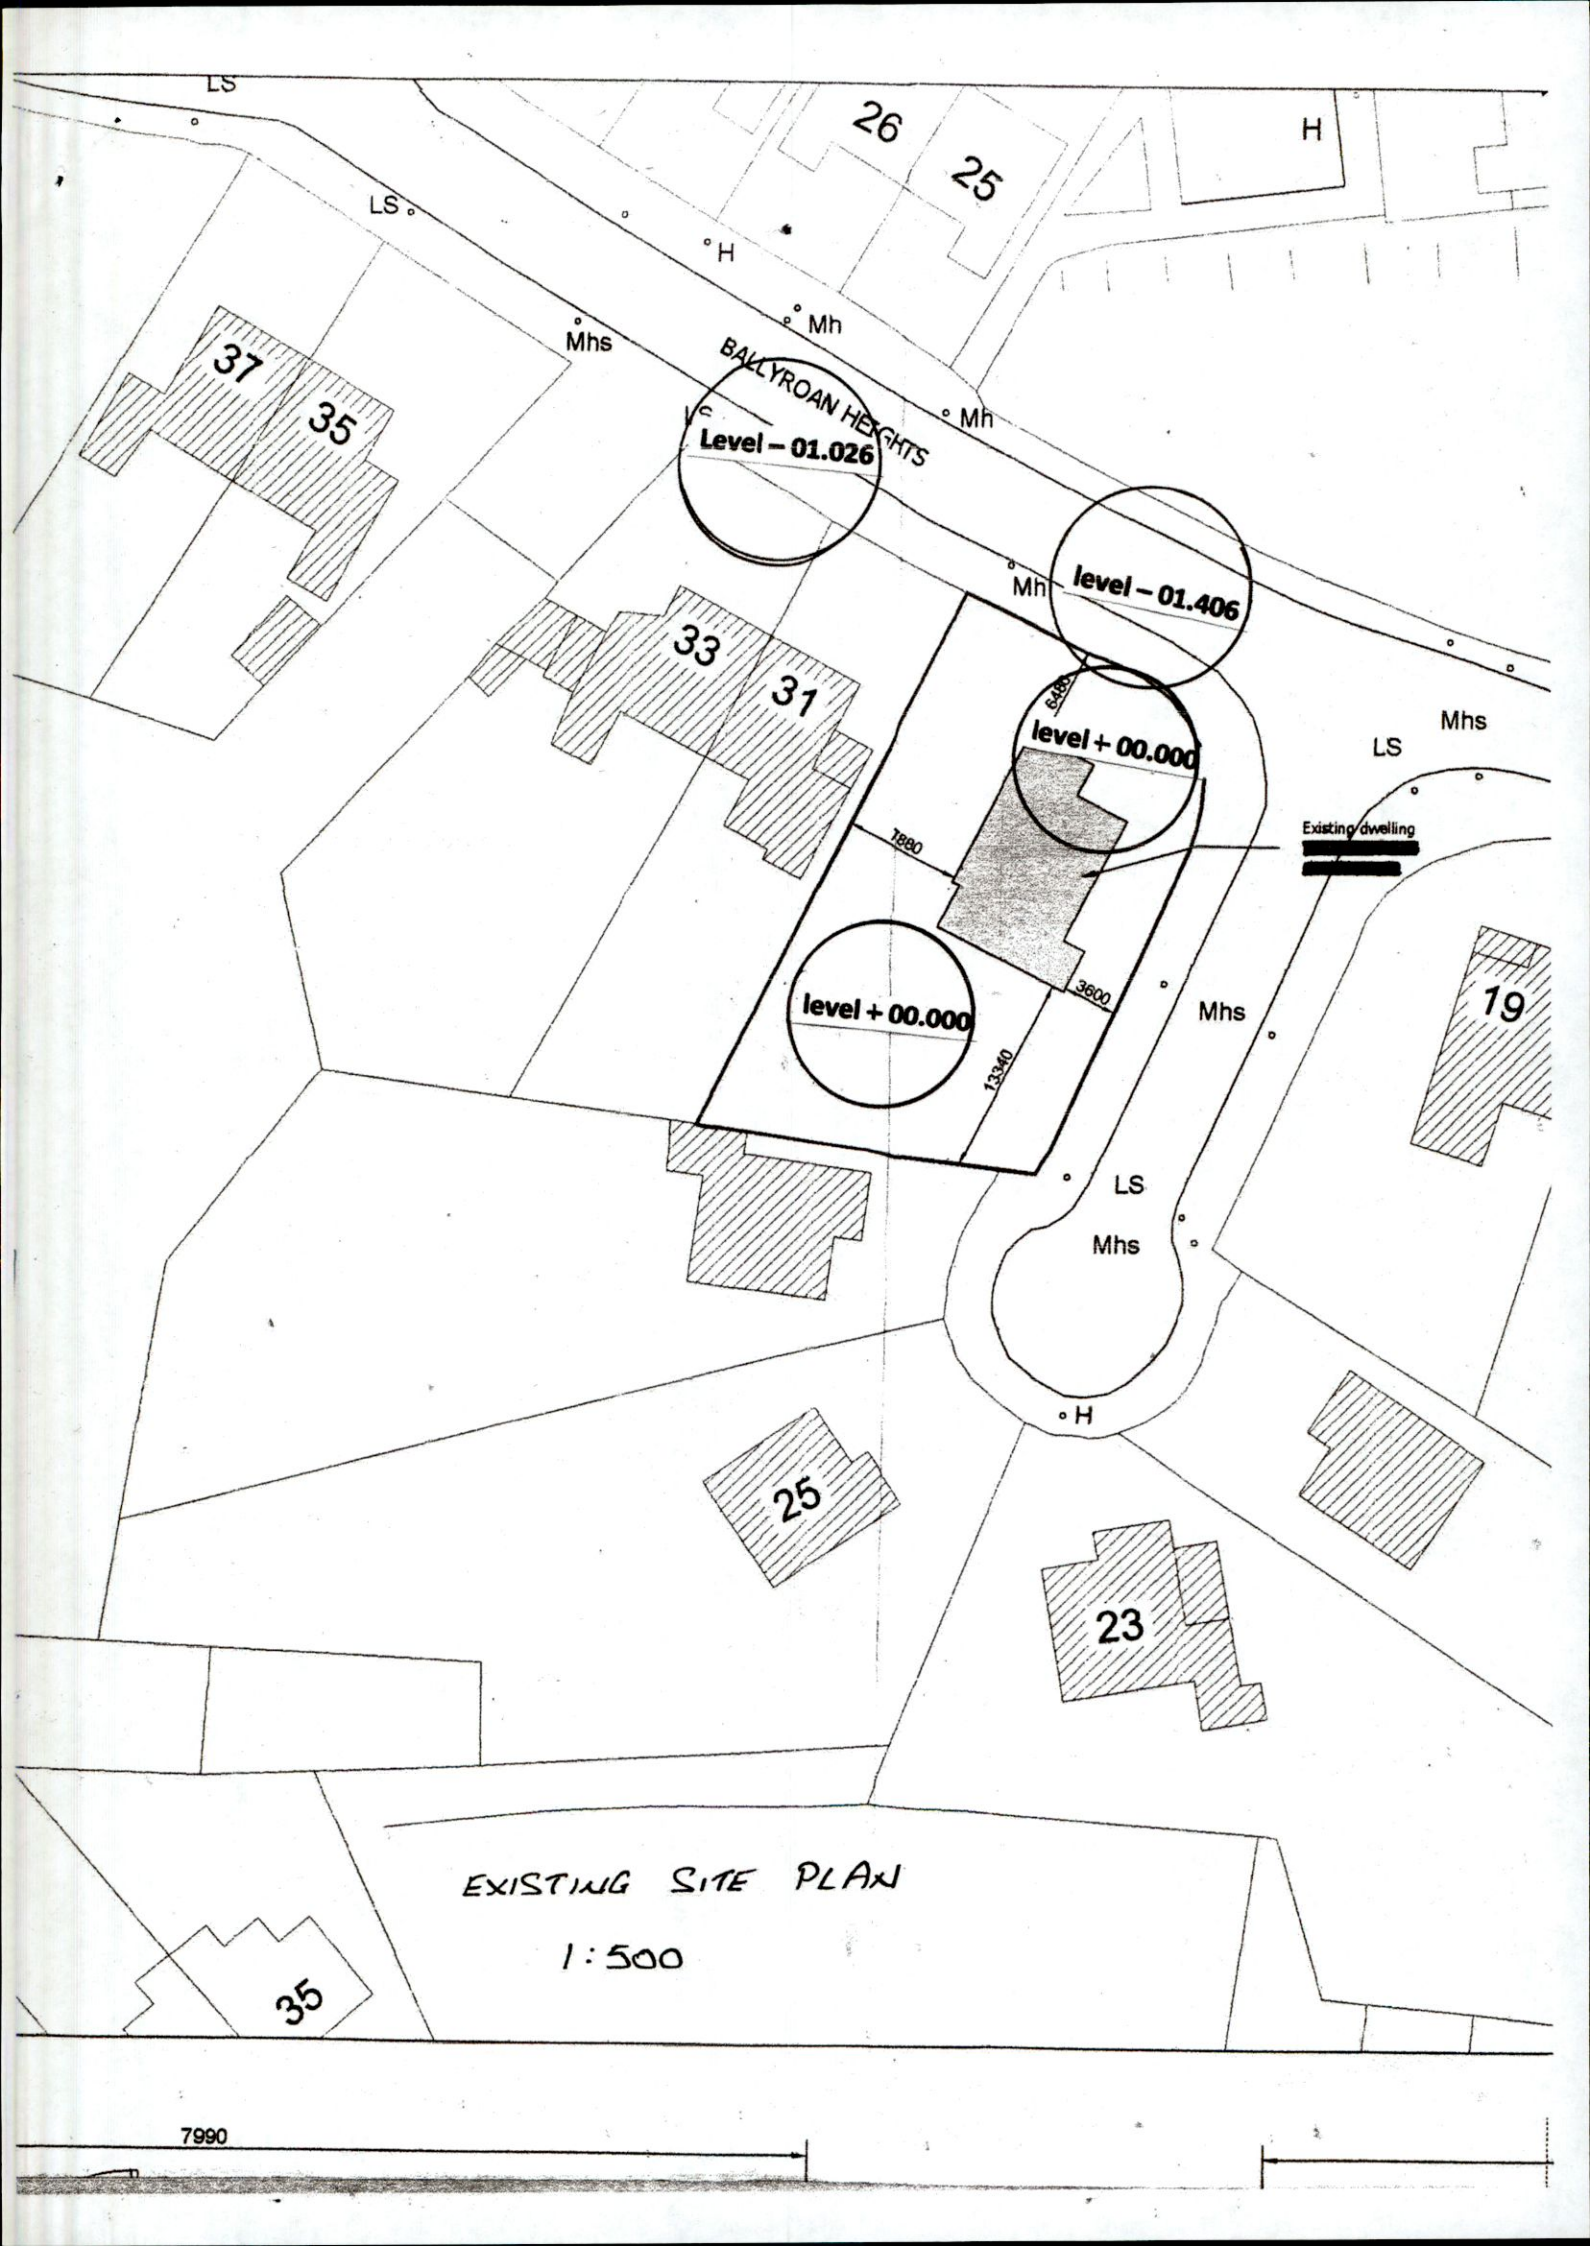 LS
26
25
H
LS
H
Mh
Mhs
BALLYROAN HEIGHTS
37
35
Mh
Level – 01.026
Mh
level – 01.406
33
31
6480
level + 00.000
Mhs
LS
Existing dwelling
7880
19
3600
Mhs
level + 00.000
13340
LS
Mhs
H
25
23
EXISTING SITE PLAN
1:500
35
7990